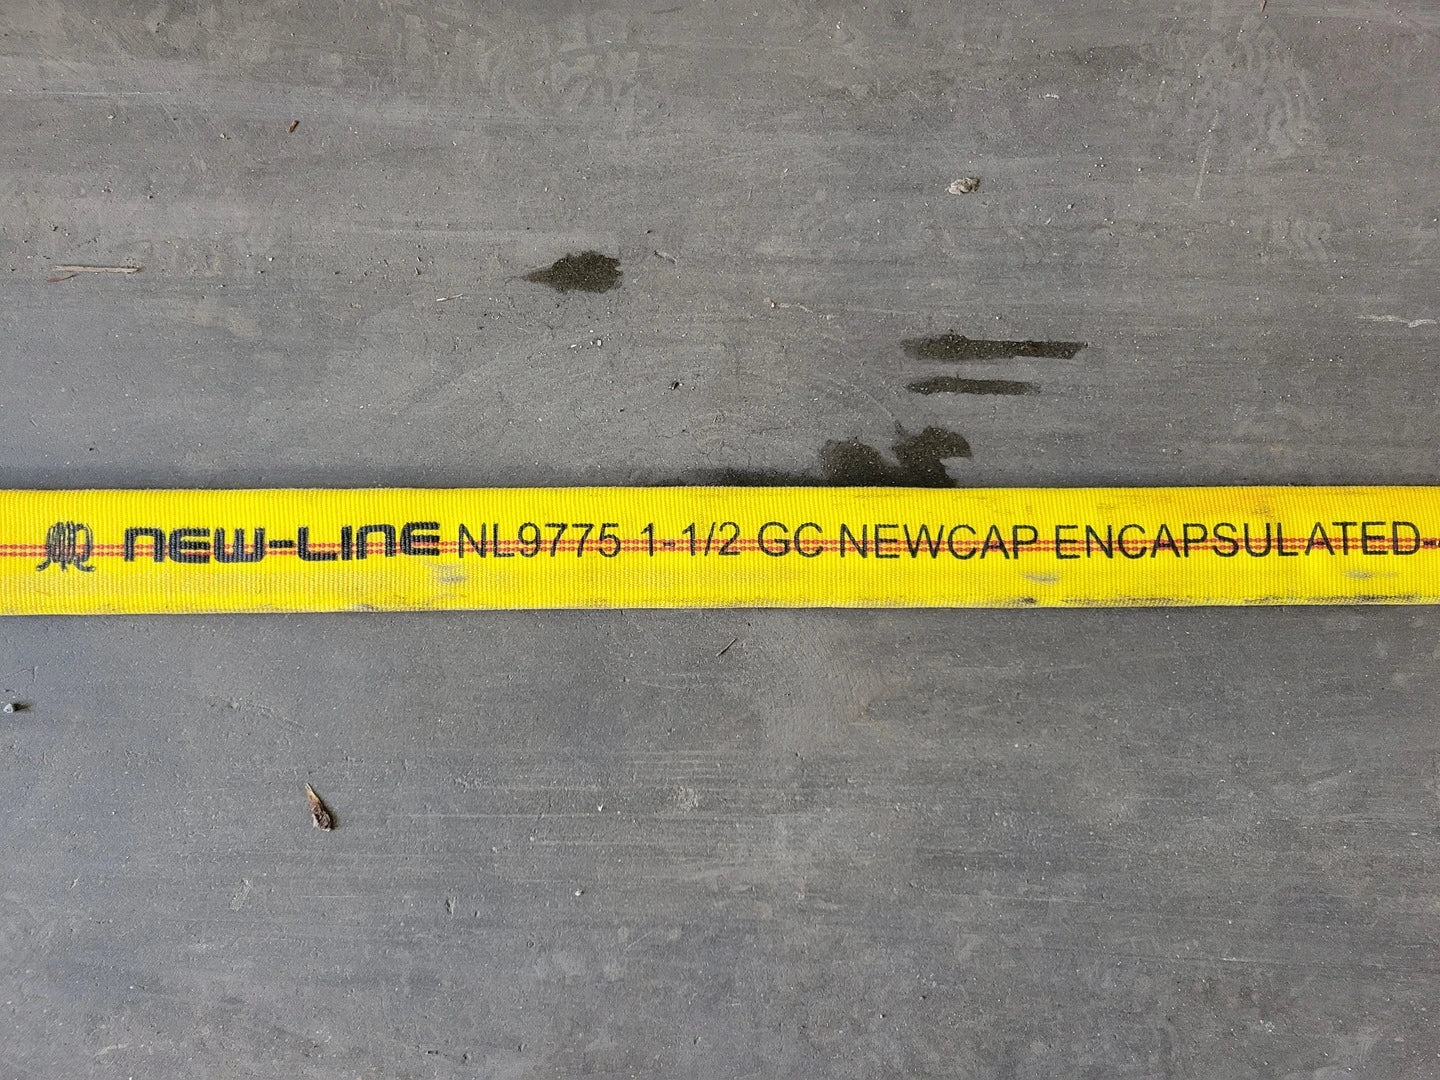 NEW-LINE NL9775 1-1/2 GC NEWCAP ENCAPSULATED-